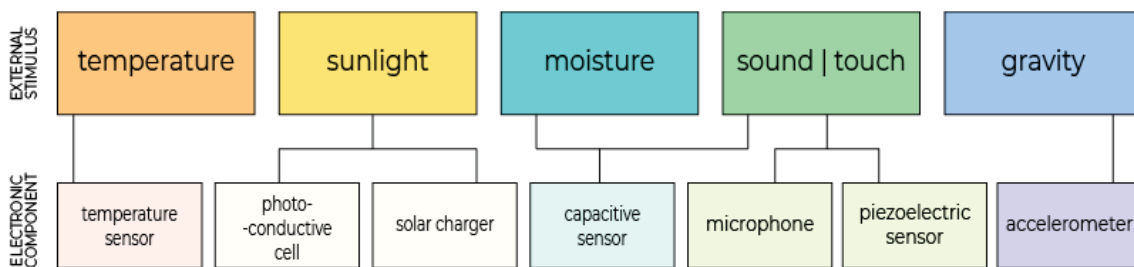 EXTERNAL
STIMULUS
temperature
sunlight
moisture
sound | touch
gravity
ELECTRONIC
COMPONENT
temperature
sensor
photo-
-conductive
cell
solar charger
capacitive
sensor
microphone
piezoelectric
sensor
accelerometer